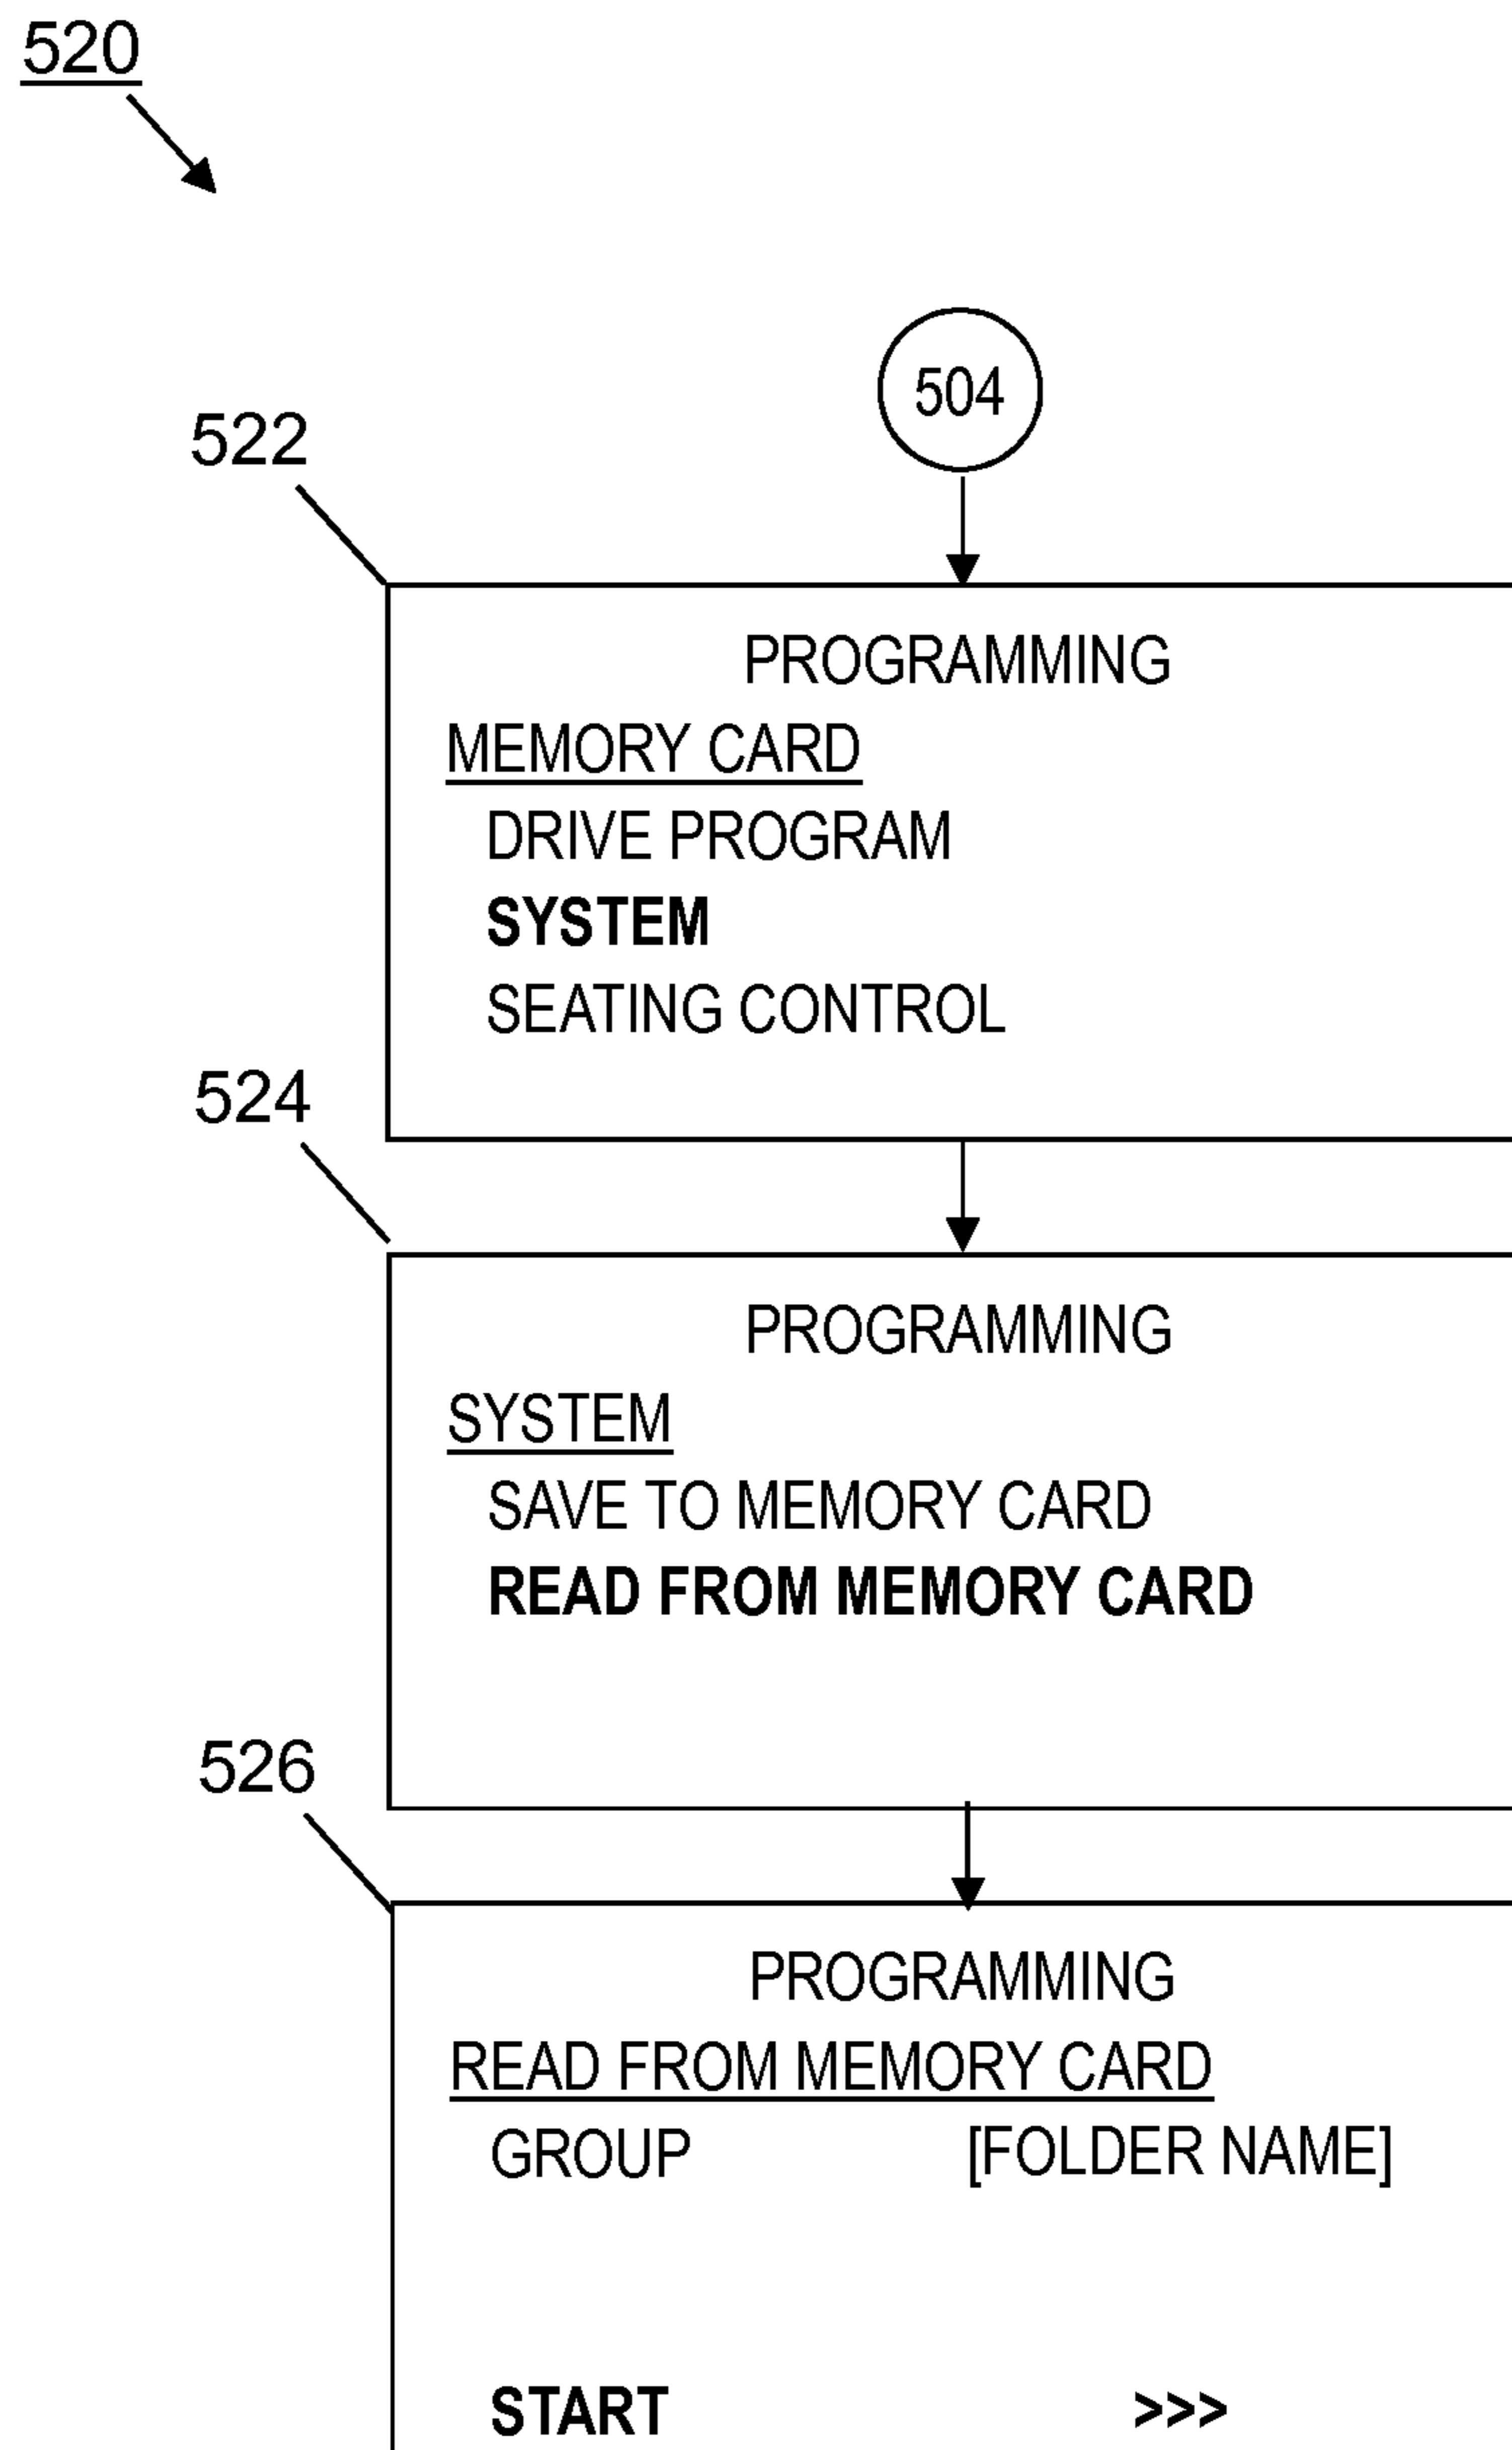 520
504
522
PROGRAMMING
MEMORY CARD
DRIVE PROGRAM
SYSTEM
SEATING CONTROL
524
PROGRAMMING
SYSTEM
SAVE TO MEMORY CARD
READ FROM MEMORY CARD
526
PROGRAMMING
READ FROM MEMORY CARD
GROUP [FOLDER NAME]
START >>>